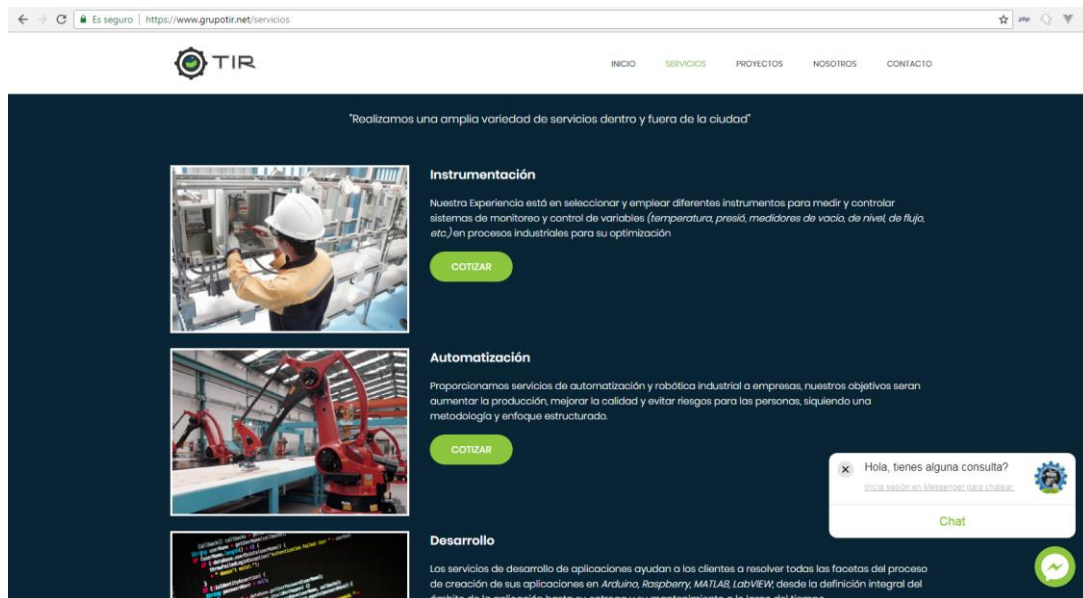 Es seguro | https://www.grupotir.net/servicios
php
TIR
INICIO SERVICIOS PROYECTOS NOSOTROS CONTACTO
"Realizamos una amplia variedad de servicios dentro y fuera de la ciudad"
Instrumentación
Nuestra Experiencia está en seleccionar y emplear diferentes instrumentos para medir y controlar
sistemas de monitoreo y control de variables (temperatura, presió, medidores de vacío, de nivel, de flujo,
etc.) en procesos industriales para su optimización
COTIZAR
Automatización
Proporcionamos servicios de automatización y robótica industrial a empresas, nuestros objetivos seran
aumentar la producción, mejorar la calidad y evitar riesgos para las personas, siquiendo una
metodología y enfoque estructurado.
COTIZAR
Hola, tienes alguna consulta?
Inicia sesión en Messenger para chatear.
Chat
Desarrollo
Los servicios de desarrollo de aplicaciones ayudan a los clientes a resolver todas las facetas del proceso
de creación de sus aplicaciones en Arduino, Raspberry, MATLAB, LabVIEW, desde la definición integral del